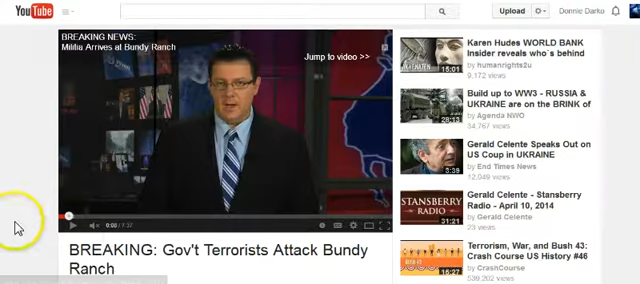 YouTube
Upload
Donnie Darko
BREAKING NEWS:
Militia Arrives at Bundy Ranch
Jump to video >>
0:00 / 7:37
BREAKING: Gov't Terrorists Attack Bundy
Ranch
Karen Hudes WORLD BANK
Insider reveals who´s behind
by humanrights2u
9,172 views
15:01
Build up to WW3 - RUSSIA &
UKRAINE are on the BRINK of
by Agenda NWO
34,767 views
28:13
Gerald Celente Speaks Out on
US Coup in UKRAINE
by End Times News
12,049 views
3:39
STANSBERRY
RADIO
31:21
Gerald Celente - Stansberry
Radio - April 10, 2014
by Gerald Celente
23 views
Terrorism, War, and Bush 43:
Crash Course US History #46
by CrashCourse
539,202 views
15:27